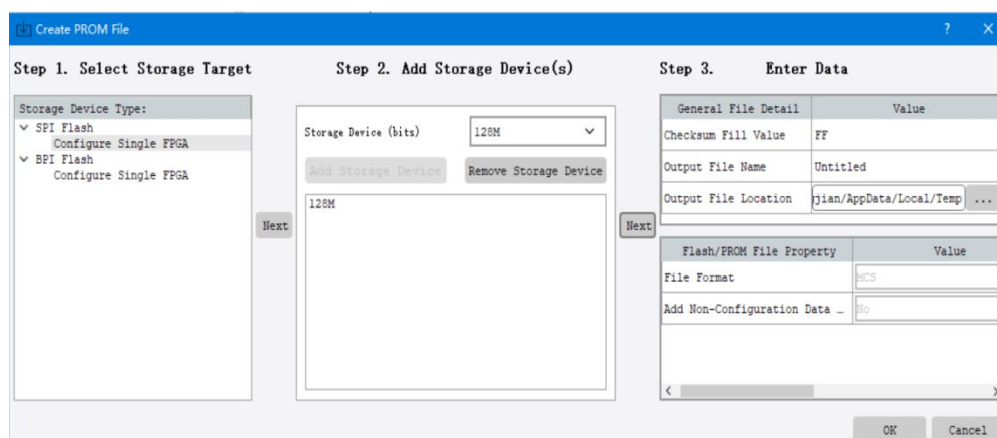 Create PROM File
? X
Step 1. Select Storage Target
Step 2. Add Storage Device(s)
Step 3. Enter Data
Storage Device Type:
SPI Flash
Configure Single FPGA
BPI Flash
Configure Single FPGA
Next
Storage Device (bits) 128M
Add Storage Device Remove Storage Device
128M
Next
General File Detail Value
Checksum Fill Value FF
Output File Name Untitled
Output File Location jian/AppData/Local/Temp ...
Flash/PROM File Property Value
File Format MCS
Add Non-Configuration Data … No
OK Cancel